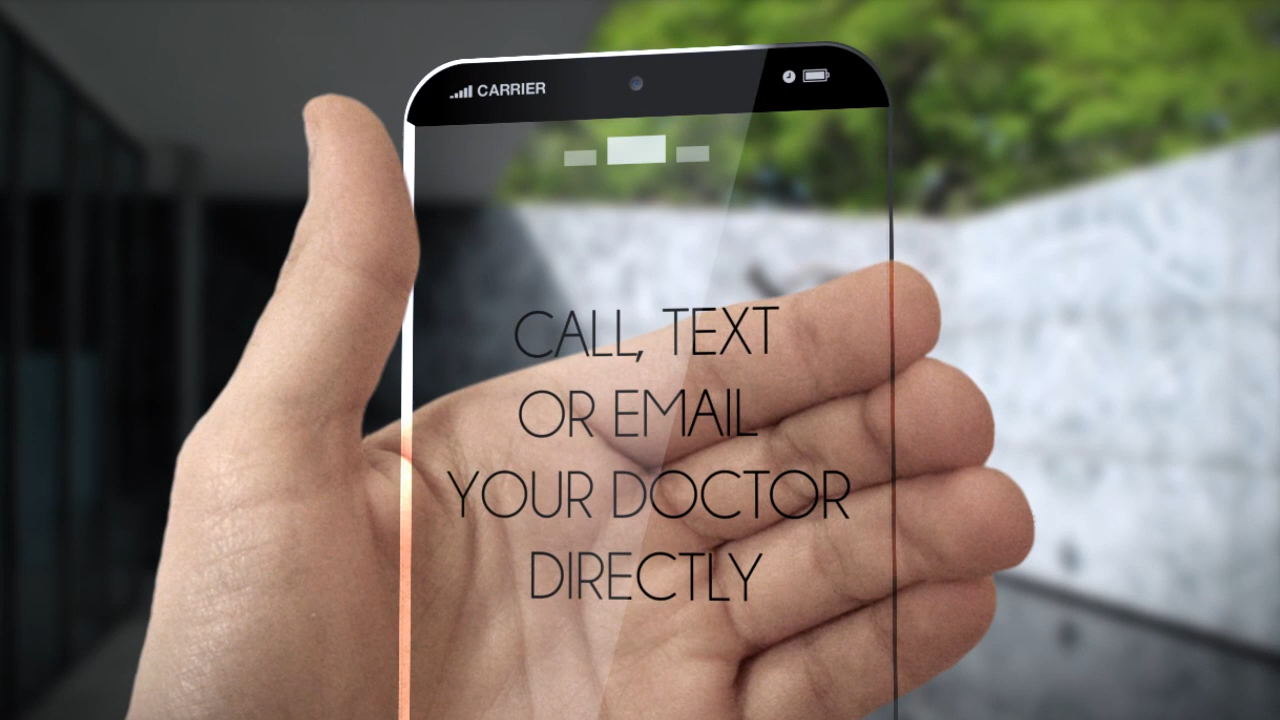 CARRIER
CALL, TEXT
OR EMAIL
YOUR DOCTOR
DIRECTLY